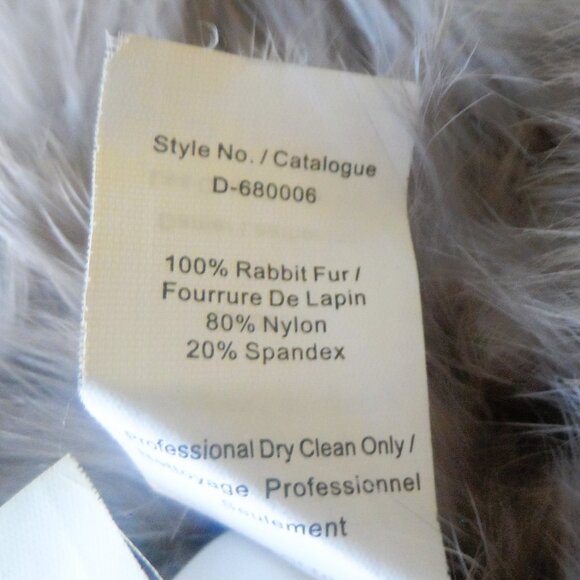 Style No. / Catalogue
D-680006
100% Rabbit Fur /
Fourrure De Lapin
80% Nylon
20% Spandex
Professional Dry Clean Only /
Nettoyage Professionnel
Seulement